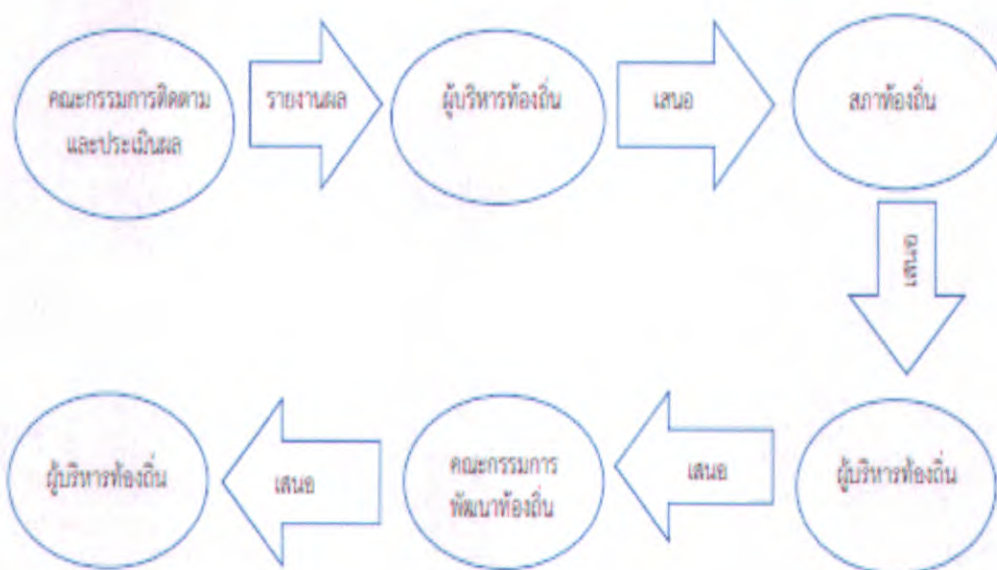 คณะกรรมการติดตาม
และประเมินผล
รายงานผล
ผู้บริหารท้องถิ่น
เสนอ
สภาท้องถิ่น
เสนอ
ผู้บริหารท้องถิ่น
เสนอ
คณะกรรมการ
พัฒนาท้องถิ่น
เสนอ
ผู้บริหารท้องถิ่น